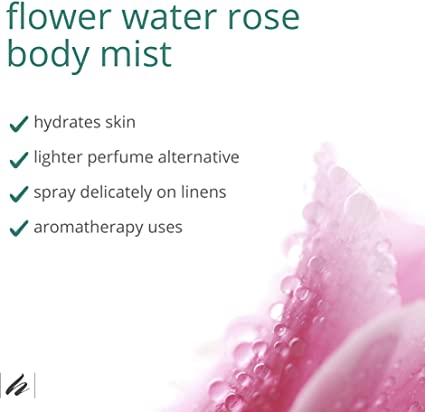 flower water rose
body mist
hydrates skin
lighter perfume alternative
spray delicately on linens
aromatherapy uses